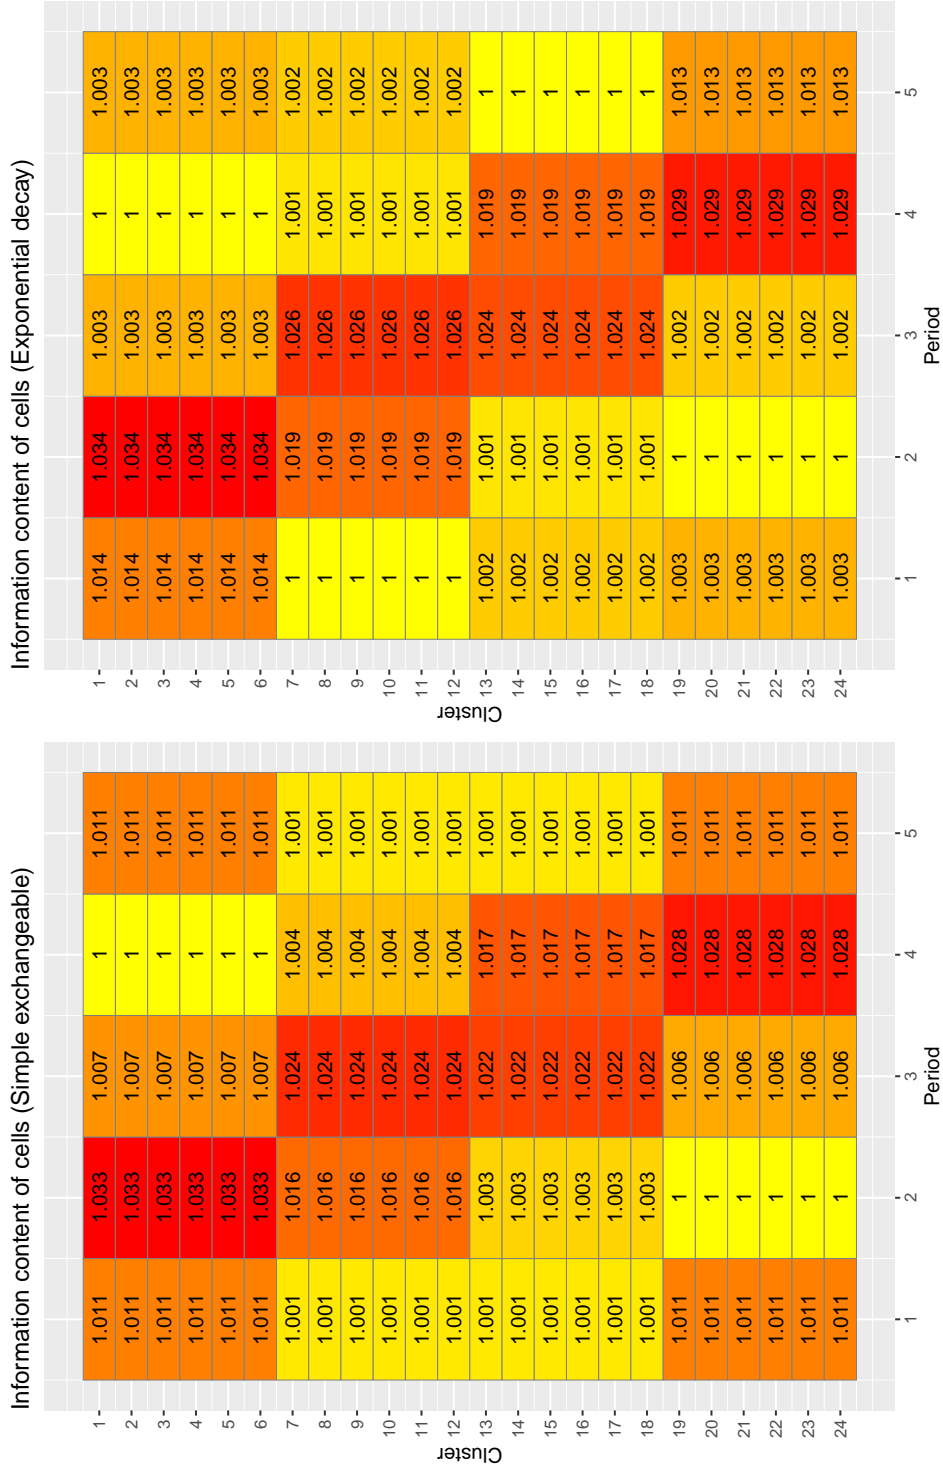 Information content of cells (Simple exchangeable)
Cluster
1 1.011 1.033 1.007 1 1.011
2 1.011 1.033 1.007 1 1.011
3 1.011 1.033 1.007 1 1.011
4 1.011 1.033 1.007 1 1.011
5 1.011 1.033 1.007 1 1.011
6 1.011 1.033 1.007 1 1.011
7 1.001 1.016 1.024 1.004 1.001
8 1.001 1.016 1.024 1.004 1.001
9 1.001 1.016 1.024 1.004 1.001
10 1.001 1.016 1.024 1.004 1.001
11 1.001 1.016 1.024 1.004 1.001
12 1.001 1.016 1.024 1.004 1.001
13 1.001 1.003 1.022 1.017 1.001
14 1.001 1.003 1.022 1.017 1.001
15 1.001 1.003 1.022 1.017 1.001
16 1.001 1.003 1.022 1.017 1.001
17 1.001 1.003 1.022 1.017 1.001
18 1.001 1.003 1.022 1.017 1.001
19 1.011 1 1.006 1.028 1.011
20 1.011 1 1.006 1.028 1.011
21 1.011 1 1.006 1.028 1.011
22 1.011 1 1.006 1.028 1.011
23 1.011 1 1.006 1.028 1.011
24 1.011 1 1.006 1.028 1.011
1 2 3 4 5
Period
Information content of cells (Exponential decay)
Cluster
1 1.014 1.034 1.003 1 1.003
2 1.014 1.034 1.003 1 1.003
3 1.014 1.034 1.003 1 1.003
4 1.014 1.034 1.003 1 1.003
5 1.014 1.034 1.003 1 1.003
6 1.014 1.034 1.003 1 1.003
7 1 1.019 1.026 1.001 1.002
8 1 1.019 1.026 1.001 1.002
9 1 1.019 1.026 1.001 1.002
10 1 1.019 1.026 1.001 1.002
11 1 1.019 1.026 1.001 1.002
12 1 1.019 1.026 1.001 1.002
13 1.002 1.001 1.024 1.019 1
14 1.002 1.001 1.024 1.019 1
15 1.002 1.001 1.024 1.019 1
16 1.002 1.001 1.024 1.019 1
17 1.002 1.001 1.024 1.019 1
18 1.002 1.001 1.024 1.019 1
19 1.003 1 1.002 1.029 1.013
20 1.003 1 1.002 1.029 1.013
21 1.003 1 1.002 1.029 1.013
22 1.003 1 1.002 1.029 1.013
23 1.003 1 1.002 1.029 1.013
24 1.003 1 1.002 1.029 1.013
1 2 3 4 5
Period